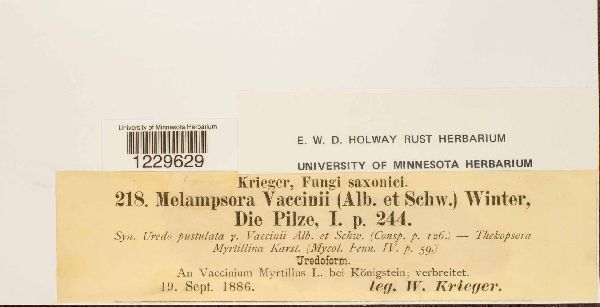 University of Minnesota Herbarium
1229629
E. W. D. HOLWAY RUST HERBARIUM
UNIVERSITY OF MINNESOTA HERBARIUM
Krieger, Fungi saxonici.
218. Melampsora Vaccinii (Alb. et Schw.) Winter,
Die Pilze, I. p. 244.
Syn. Uredo pustulata γ. Vaccinii Alb. et Schw. (Consp. p. 126.) — Thekopsora
Myrtillina Karst. (Mycol. Fenn. IV. p. 59.)
Uredoform.
An Vaccinium Myrtillus L. bei Königstein; verbreitet.
19. Sept. 1886. leg. W. Krieger.